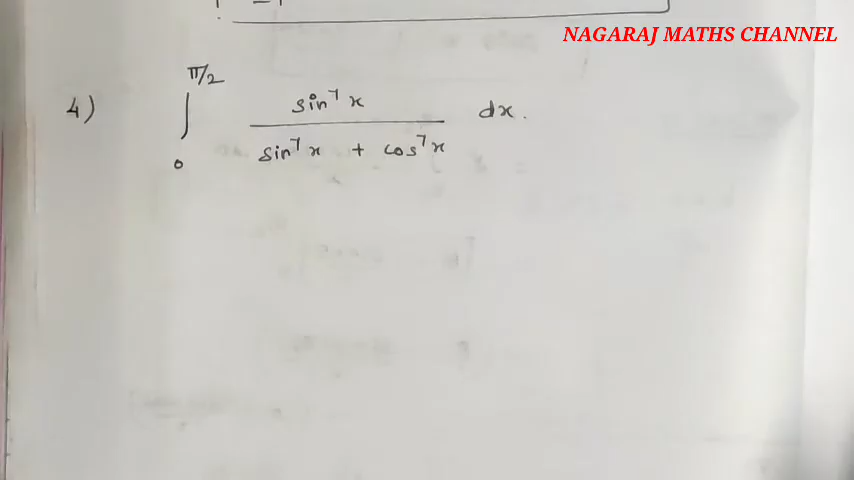 NAGARAJ MATHS CHANNEL
4) ∫₀^π/2 sin⁷x / (sin⁷x + cos⁷x) dx.